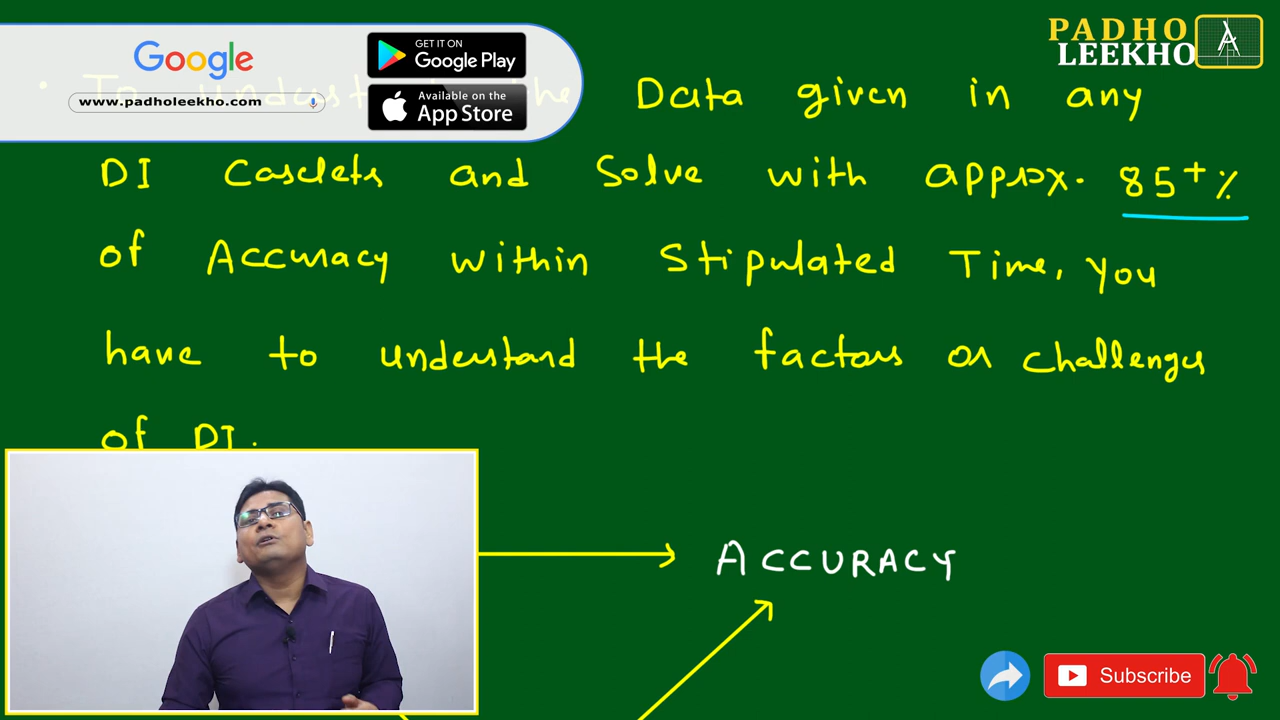 PADHO
LEEKHO
Google
www.padholeekho.com
GET IT ON
Google Play
Available on the
App Store
Data given in any
DI Caselets and Solve with approx. 85+%
of Accuracy within Stipulated Time, you
have to understand the factors or challenges
of DI.
ACCURACY
Subscribe